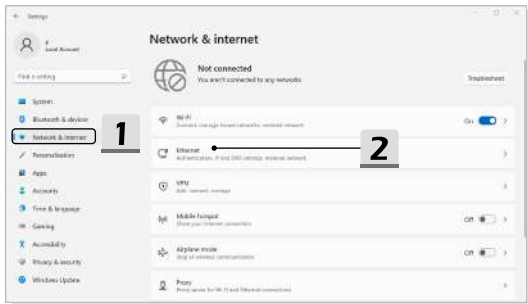 Settings
Network & internet
Local Account
Find a setting
Not connected
You aren't connected to any networks
Troubleshoot
System
Bluetooth & devices
Network & internet
Personalization
Apps
Accounts
Time & language
Gaming
Accessibility
Privacy & security
Windows Update
1
Wi-Fi
Connect, manage known networks, metered network
On
2
Ethernet
Authentication, IP and DNS settings, metered network
VPN
Add, connect, manage
Mobile hotspot
Share your internet connection
Off
Airplane mode
Stop all wireless communication
Off
Proxy
Proxy server for Wi-Fi and Ethernet connections